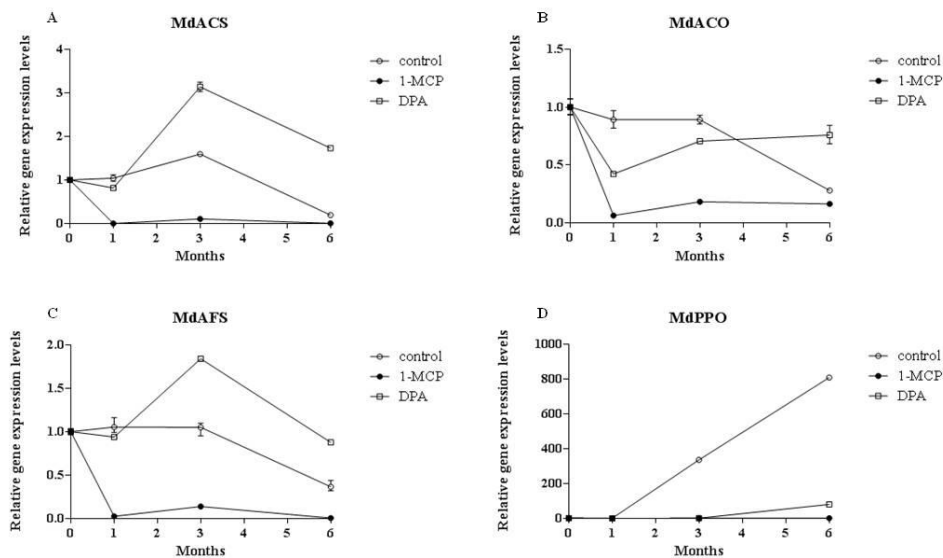 A
MdACS
Relative gene expression levels
4
3
2
1
0
0 1 2 3 4 5 6
Months
control
1-MCP
DPA
B
MdACO
Relative gene expression levels
1.5
1.0
0.5
0.0
0 1 2 3 4 5 6
Months
control
1-MCP
DPA
C
MdAFS
Relative gene expression levels
2.0
1.5
1.0
0.5
0.0
0 1 2 3 4 5 6
Months
control
1-MCP
DPA
D
MdPPO
Relative gene expression levels
1000
800
600
400
200
0
0 1 2 3 4 5 6
Months
control
1-MCP
DPA